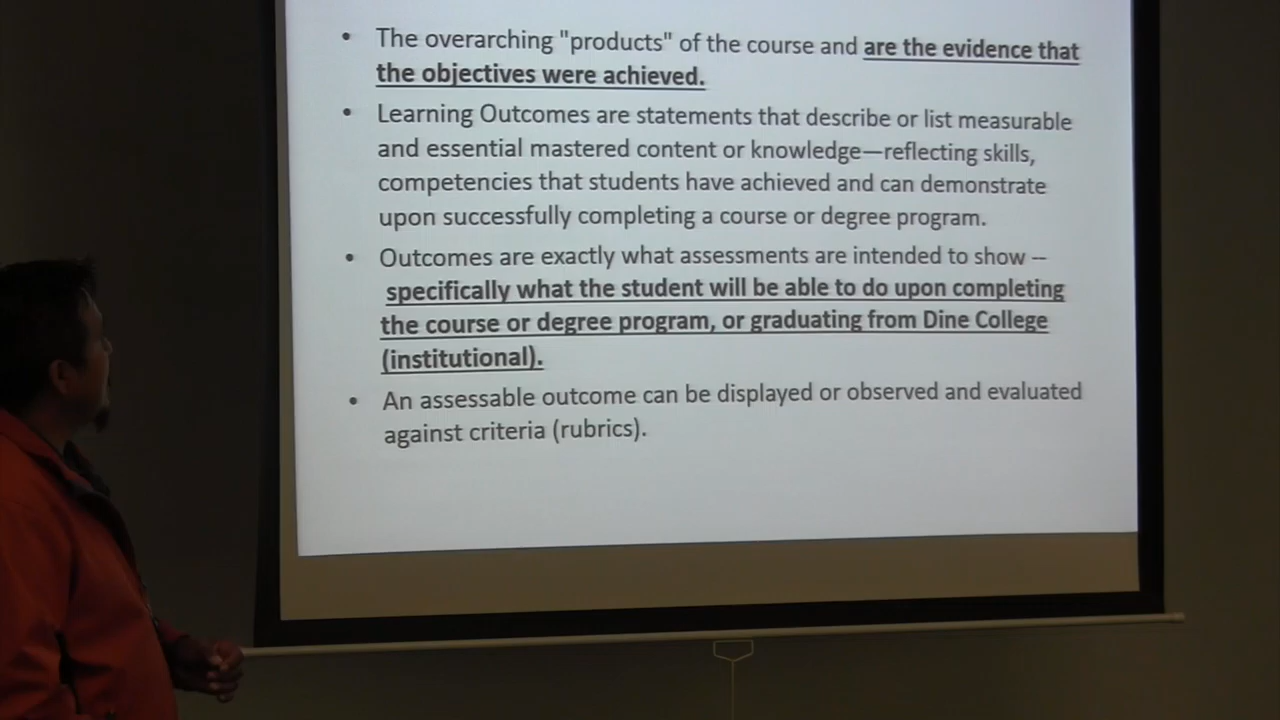 • The overarching "products" of the course and are the evidence that
the objectives were achieved.
• Learning Outcomes are statements that describe or list measurable
and essential mastered content or knowledge—reflecting skills,
competencies that students have achieved and can demonstrate
upon successfully completing a course or degree program.
• Outcomes are exactly what assessments are intended to show –
specifically what the student will be able to do upon completing
the course or degree program, or graduating from Dine College
(institutional).
• An assessable outcome can be displayed or observed and evaluated
against criteria (rubrics).